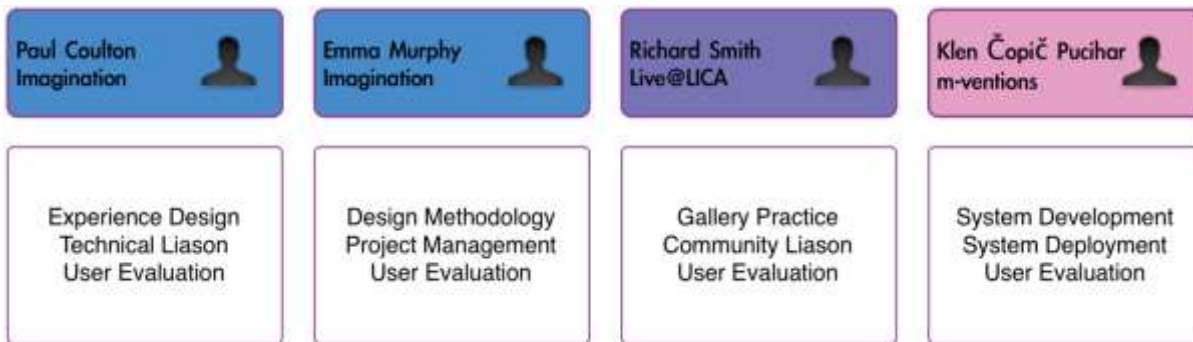 Paul Coulton
Imagination
Emma Murphy
Imagination
Richard Smith
Live@LICA
Klen Čopič Pucihar
m-ventions
Experience Design
Technical Liason
User Evaluation
Design Methodology
Project Management
User Evaluation
Gallery Practice
Community Liason
User Evaluation
System Development
System Deployment
User Evaluation